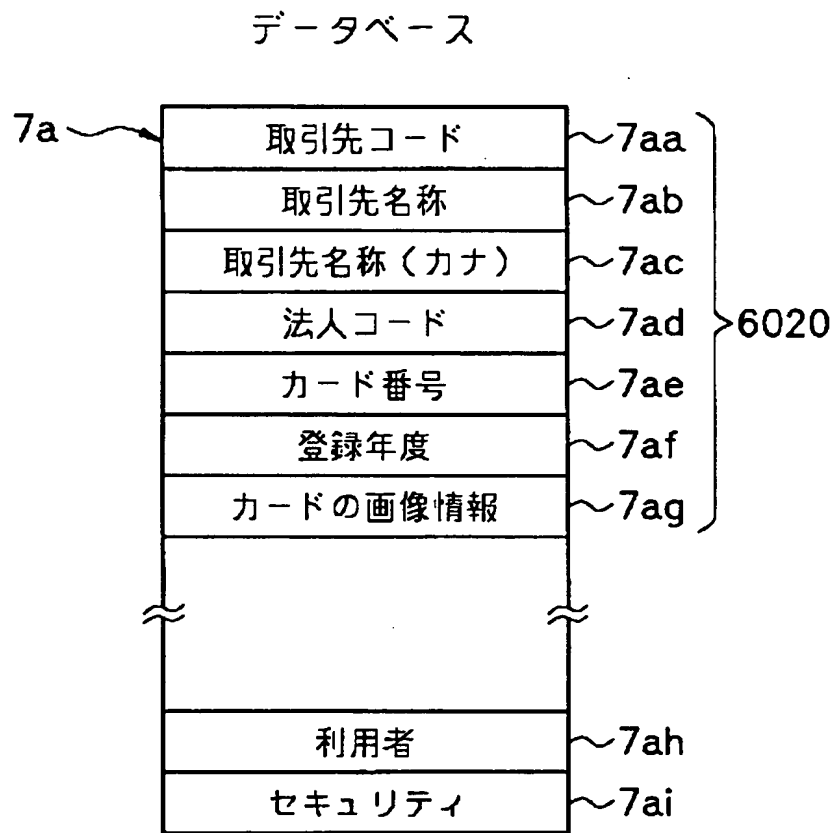 データベース
7a
取引先コード 7aa
取引先名称 7ab
取引先名称(カナ) 7ac
法人コード 7ad
6020
カード番号 7ae
登録年度 7af
カードの画像情報 7ag
利用者 7ah
セキュリティ 7ai